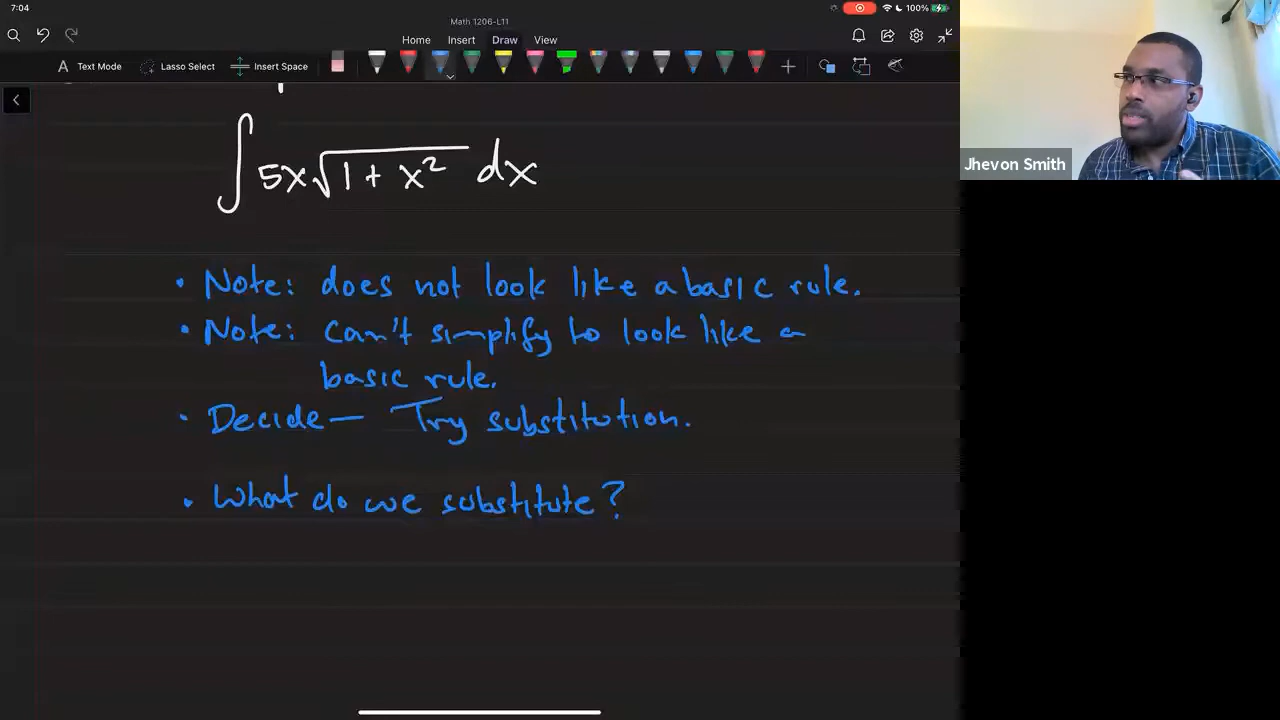 7:04
100%
Math 1206-L11
Home Insert Draw View
A Text Mode Lasso Select Insert Space
∫ 5x√(1 + x²) dx
• Note: does not look like a basic rule.
• Note: can't simplify to look like a
basic rule.
• Decide — Try substitution.
• What do we substitute?
Jhevon Smith